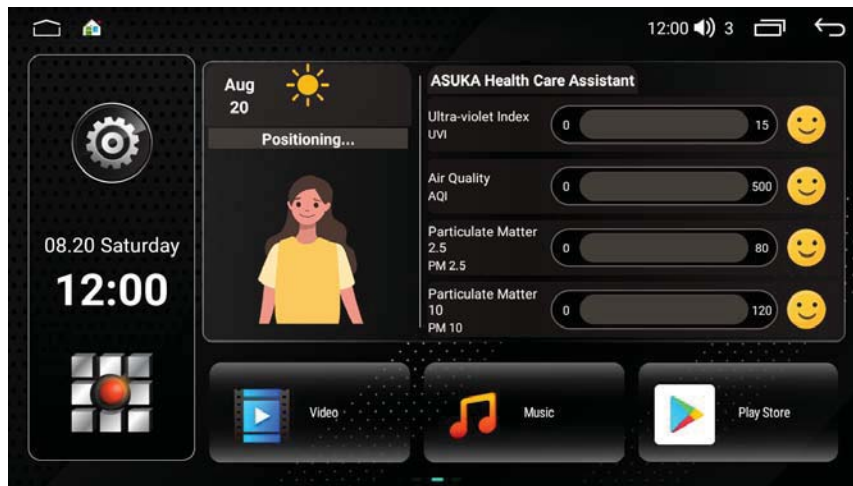 12:00 3
08.20 Saturday
12:00
Aug
20
Positioning...
ASUKA Health Care Assistant
Ultra-violet Index
UVI
0 15
Air Quality
AQI
0 500
Particulate Matter
2.5
PM 2.5
0 80
Particulate Matter
10
PM 10
0 120
Video
Music
Play Store